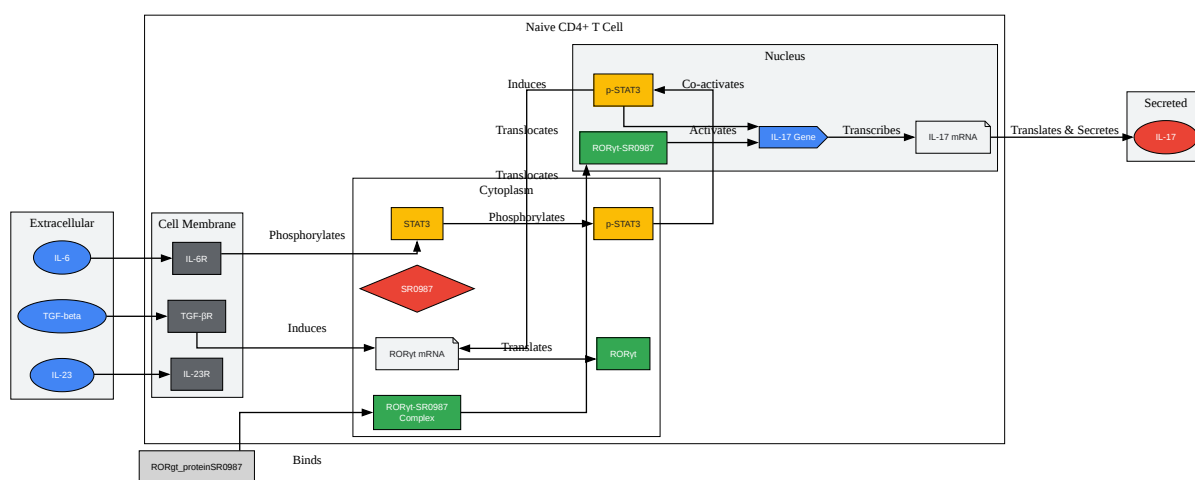 Naive CD4+ T Cell
Nucleus
Induces
p-STAT3
Co-activates
Secreted
Translocates
Activates
IL-17 Gene
Transcribes
IL-17 mRNA
Translates & Secretes
IL-17
RORγt-SR0987
Translocates
Cytoplasm
Extracellular
Cell Membrane
STAT3
Phosphorylates
p-STAT3
Phosphorylates
IL-6
IL-6R
SR0987
TGF-beta
TGF-βR
Induces
RORγt mRNA
Translates
RORγt
IL-23
IL-23R
RORγt-SR0987
Complex
RORgt_proteinSR0987
Binds